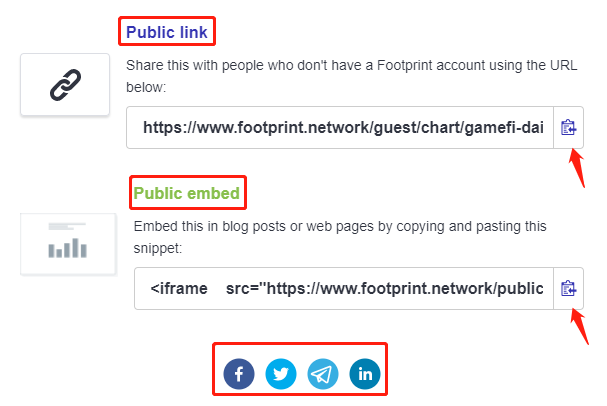 Public link
Share this with people who don't have a Footprint account using the URL
below:
https://www.footprint.network/guest/chart/gamefi-dai
Public embed
Embed this in blog posts or web pages by copying and pasting this
snippet:
<iframe src="https://www.footprint.network/public
f
in